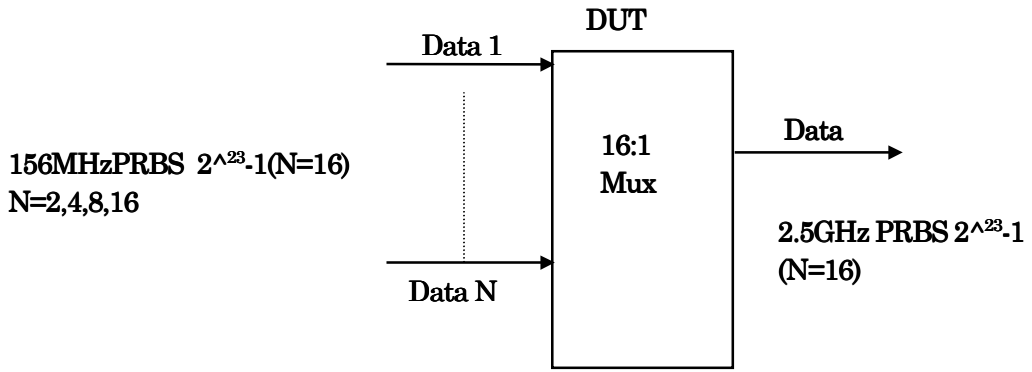 DUT
Data 1
156MHzPRBS 2^²³-1(N=16)
N=2,4,8,16
16:1
Mux
Data
2.5GHz PRBS 2^²³-1
(N=16)
Data N